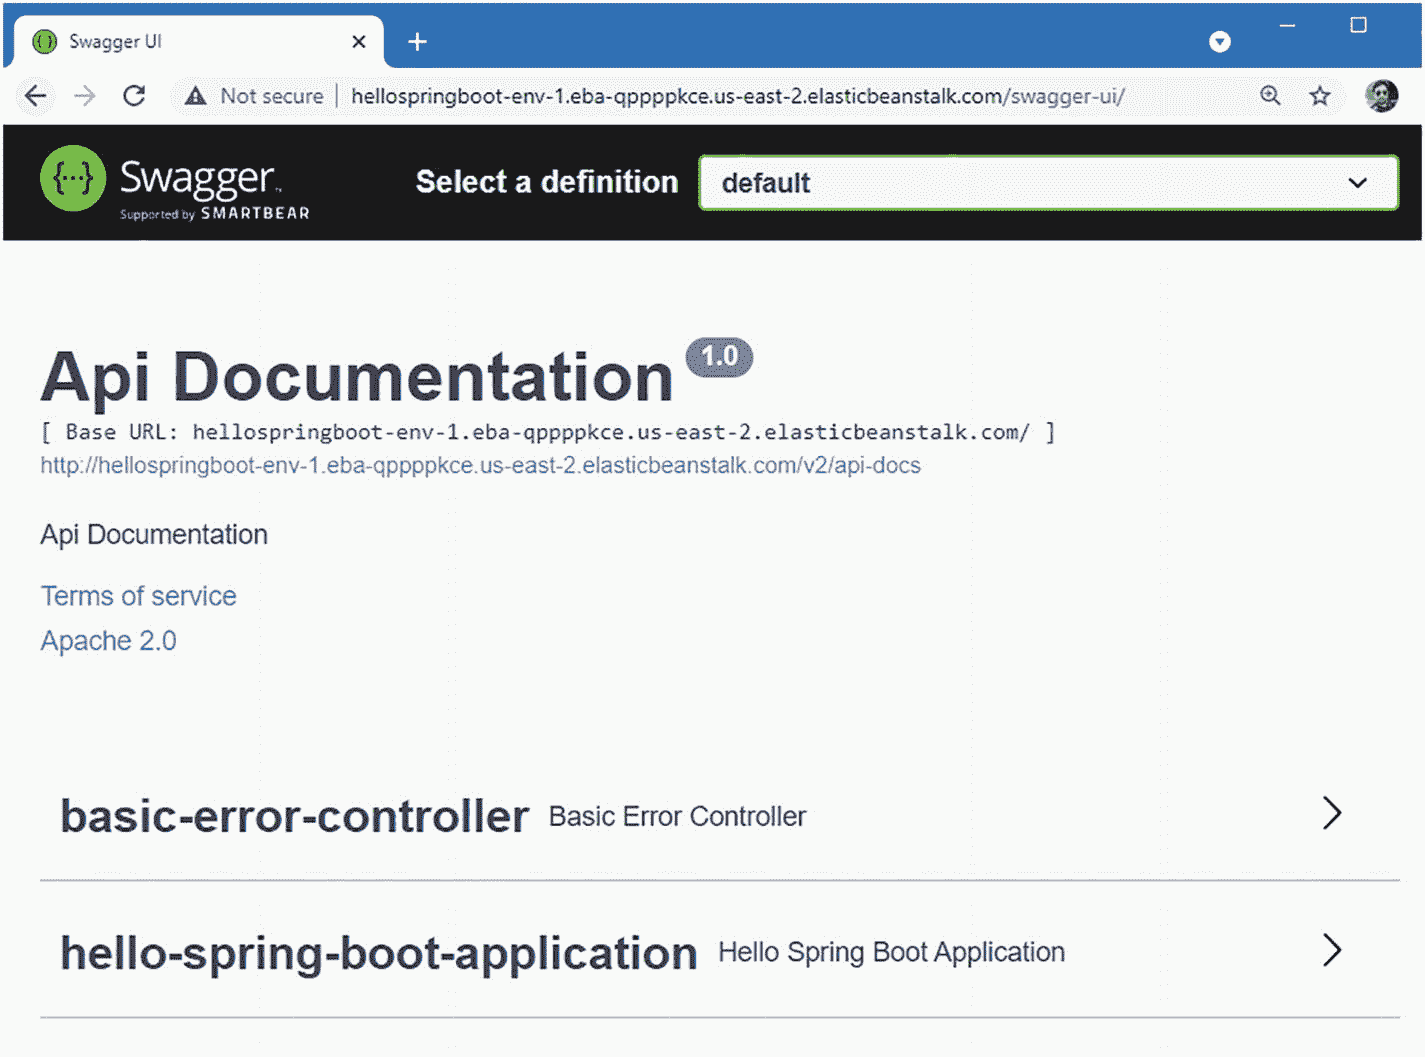 Swagger UI
Not secure | hellospringboot-env-1.eba-qppppkce.us-east-2.elasticbeanstalk.com/swagger-ui/
{···} Swagger™
Supported by SMARTBEAR
Select a definition
default
Api Documentation 1.0
[ Base URL: hellospringboot-env-1.eba-qppppkce.us-east-2.elasticbeanstalk.com/ ]
http://hellospringboot-env-1.eba-qppppkce.us-east-2.elasticbeanstalk.com/v2/api-docs
Api Documentation
Terms of service
Apache 2.0
basic-error-controller Basic Error Controller
hello-spring-boot-application Hello Spring Boot Application